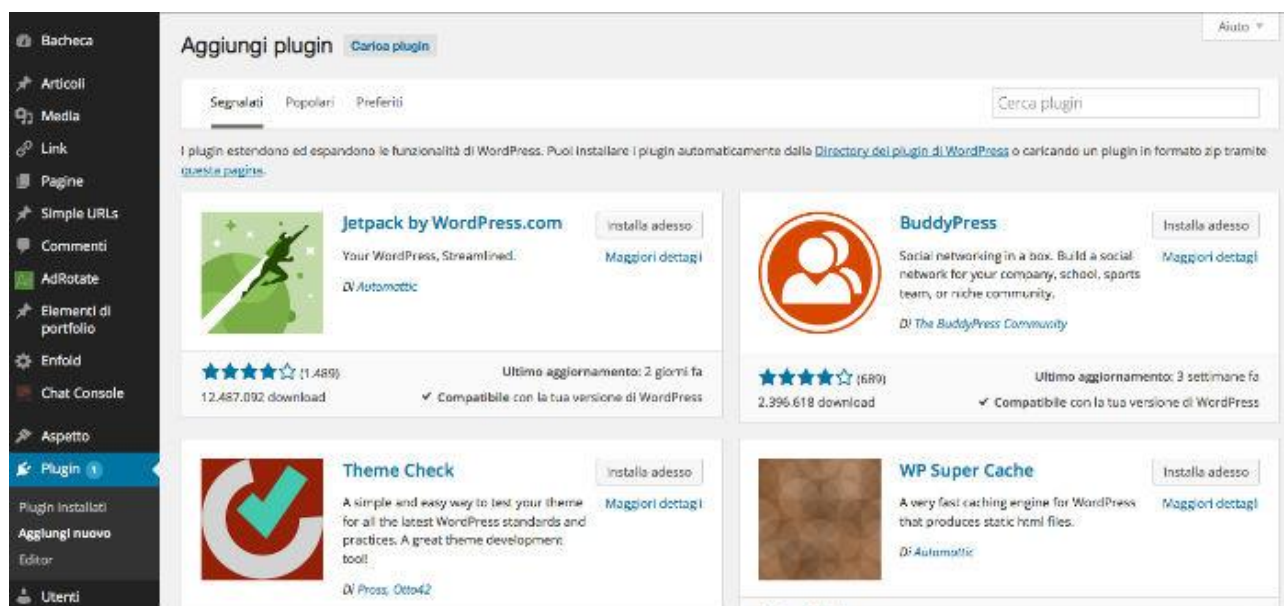 Aiuto
Bacheca
Articoli
Media
Link
Pagine
Simple URLs
Commenti
AdRotate
Elementi di
portfolio
Enfold
Chat Console
Aspetto
Plugin 1
Plugin installati
Aggiungi nuovo
Editor
Utenti
Aggiungi plugin Carica plugin
Segnalati Popolari Preferiti Cerca plugin
I plugin estendono ed espandono le funzionalità di WordPress. Puoi installare i plugin automaticamente dalla Directory dei plugin di WordPress o caricando un plugin in formato zip tramite
questa pagina.
Jetpack by WordPress.com Installa adesso
Your WordPress, Streamlined. Maggiori dettagli
Di Automattic
(1.489) Ultimo aggiornamento: 2 giorni fa
12.487.092 download Compatibile con la tua versione di WordPress
BuddyPress Installa adesso
Social networking in a box. Build a social Maggiori dettagli
network for your company, school, sports
team, or niche community.
Di The BuddyPress Community
(689) Ultimo aggiornamento: 3 settimane fa
2.396.618 download Compatibile con la tua versione di WordPress
Theme Check Installa adesso
A simple and easy way to test your theme Maggiori dettagli
for all the latest WordPress standards and
practices. A great theme development
tool!
Di Pross, Otto42
WP Super Cache Installa adesso
A very fast caching engine for WordPress Maggiori dettagli
that produces static html files.
Di Automattic